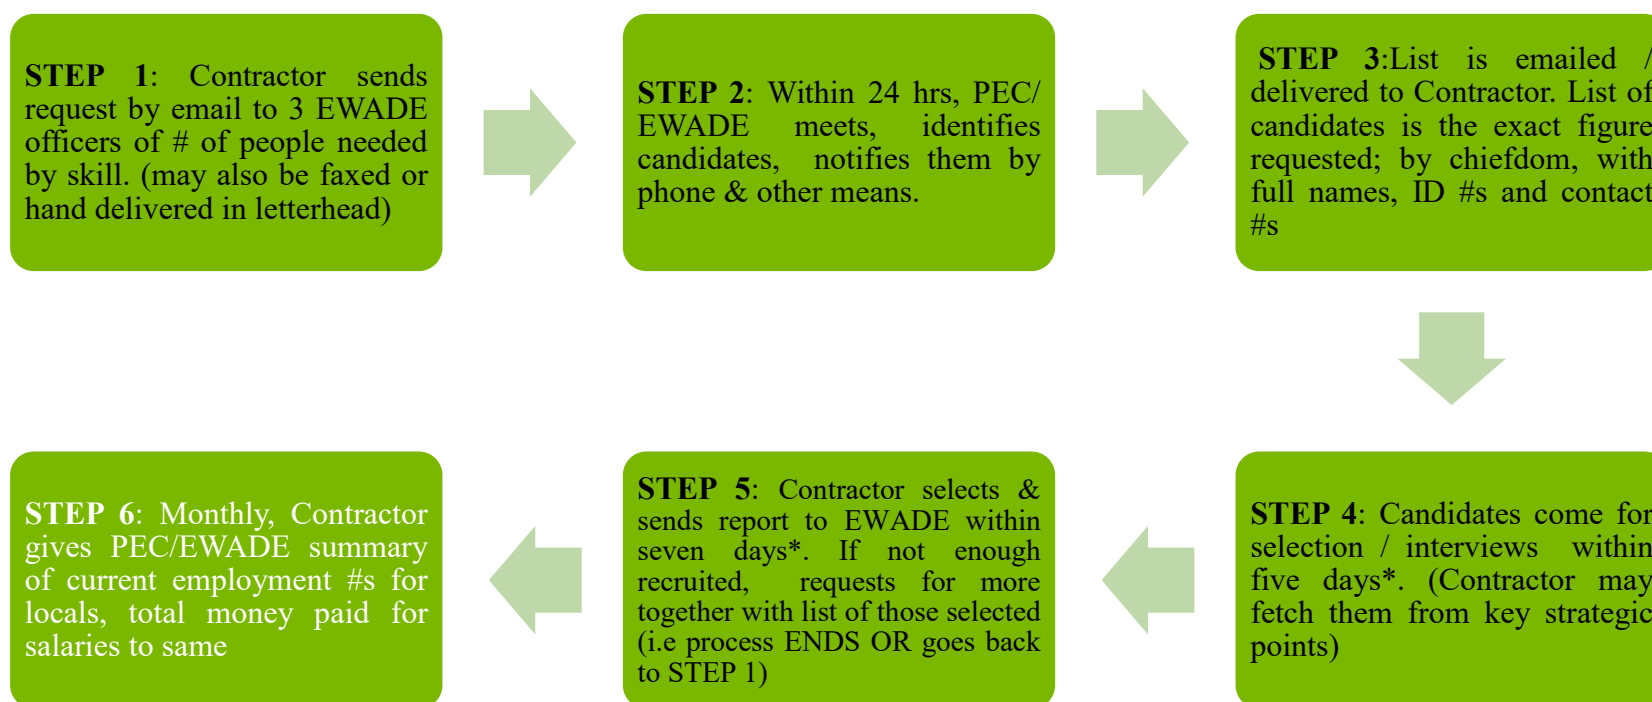 STEP 1: Contractor sends
request by email to 3 EWADE
officers of # of people needed
by skill. (may also be faxed or
hand delivered in letterhead)
STEP 2: Within 24 hrs, PEC/
EWADE meets, identifies
candidates, notifies them by
phone & other means.
STEP 3:List is emailed /
delivered to Contractor. List of
candidates is the exact figure
requested; by chiefdom, with
full names, ID #s and contact
#s
STEP 4: Candidates come for
selection / interviews within
five days*. (Contractor may
fetch them from key strategic
points)
STEP 5: Contractor selects &
sends report to EWADE within
seven days*. If not enough
recruited, requests for more
together with list of those selected
(i.e process ENDS OR goes back
to STEP 1)
STEP 6: Monthly, Contractor
gives PEC/EWADE summary
of current employment #s for
locals, total money paid for
salaries to same